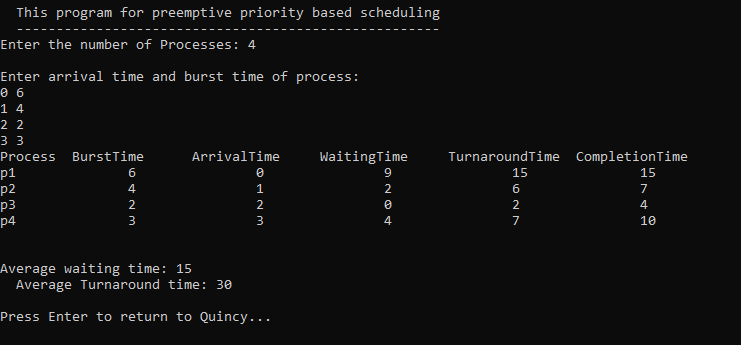 This program for preemptive priority based scheduling
-----------------------------------------------------
Enter the number of Processes: 4
Enter arrival time and burst time of process:
0 6
1 4
2 2
3 3
Process BurstTime ArrivalTime WaitingTime TurnaroundTime CompletionTime
p1 6 0 9 15 15
p2 4 1 2 6 7
p3 2 2 0 2 4
p4 3 3 4 7 10
Average waiting time: 15
Average Turnaround time: 30
Press Enter to return to Quincy...